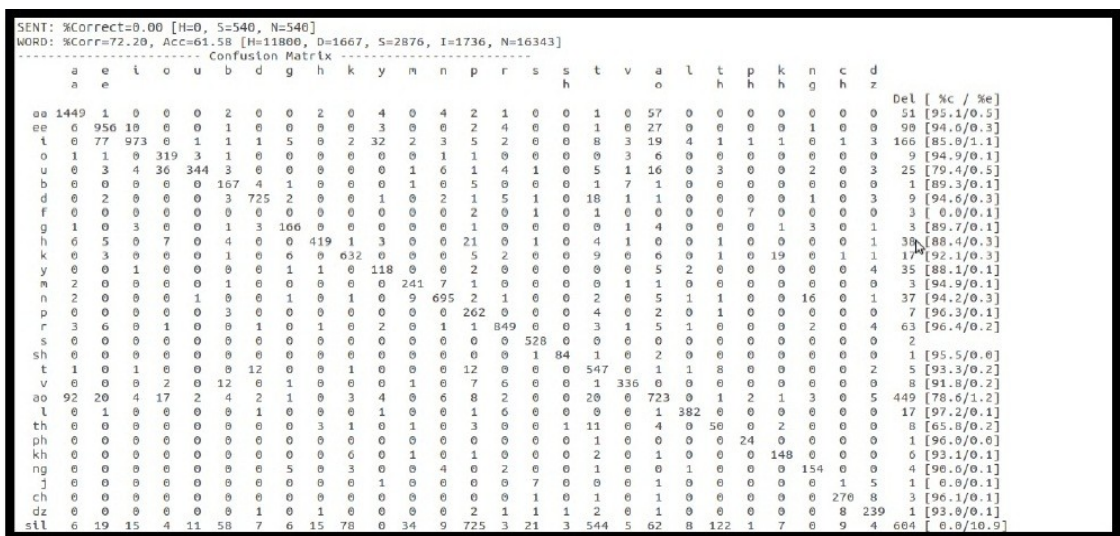 SENT: %Correct=0.00 [H=0, S=540, N=540]
WORD: %Corr=72.20, Acc=61.58 [H=11800, D=1667, S=2876, I=1736, N=16343]
------------------------ Confusion Matrix -------------------------
a e i o u b d g h k y m n p r s s t v a l t p k n c d
a e h o h h h g h z
Del [ %c / %e]
aa 1449 1 0 0 0 2 0 0 2 0 4 0 4 2 1 0 0 1 0 57 0 0 0 0 0 0 0 51 [95.1/0.5]
ee 6 956 10 0 0 1 0 0 0 0 3 0 0 2 4 0 0 1 0 27 0 0 0 0 1 0 0 90 [94.6/0.3]
i 0 77 973 0 1 1 1 5 0 2 32 2 3 5 2 0 0 8 3 19 4 1 1 1 0 1 3 166 [85.0/1.1]
o 1 1 0 319 3 1 0 0 0 0 0 0 1 1 0 0 0 0 3 6 0 0 0 0 0 0 0 9 [94.9/0.1]
u 0 3 4 36 344 3 0 0 0 0 0 1 6 1 4 1 0 5 1 16 0 3 0 0 2 0 3 25 [79.4/0.5]
b 0 0 0 0 0 167 4 1 0 0 0 1 0 5 0 0 0 1 7 1 0 0 0 0 0 0 0 1 [89.3/0.1]
d 0 2 0 0 0 3 725 2 0 0 1 0 2 1 5 1 0 18 1 1 0 0 0 0 1 0 3 9 [94.6/0.3]
f 0 0 0 0 0 0 0 0 0 0 0 0 0 2 0 1 0 1 0 0 0 0 7 0 0 0 0 3 [ 0.0/0.1]
g 1 0 3 0 0 1 3 166 0 0 0 0 0 1 0 0 0 0 1 4 0 0 0 1 3 0 1 3 [89.7/0.1]
h 6 5 0 7 0 4 0 0 419 1 3 0 0 21 0 1 0 4 1 0 0 1 0 0 0 0 1 38 [88.4/0.3]
k 0 3 0 0 0 1 0 6 0 632 0 0 0 5 2 0 0 9 0 6 0 1 0 19 0 1 1 17 [92.1/0.3]
y 0 0 1 0 0 0 0 1 1 0 118 0 0 2 0 0 0 0 0 5 2 0 0 0 0 0 4 35 [88.1/0.1]
m 2 0 0 0 0 1 0 0 0 0 0 241 7 1 0 0 0 0 1 1 0 0 0 0 0 0 0 3 [94.9/0.1]
n 2 0 0 0 1 0 0 1 0 1 0 9 695 2 1 0 0 2 0 5 1 1 0 0 16 0 1 37 [94.2/0.3]
p 0 0 0 0 0 3 0 0 0 0 0 0 0 262 0 0 0 4 0 2 0 1 0 0 0 0 0 7 [96.3/0.1]
r 3 6 0 1 0 0 1 0 1 0 2 0 1 1 849 0 0 3 1 5 1 0 0 0 2 0 4 63 [96.4/0.2]
s 0 0 0 0 0 0 0 0 0 0 0 0 0 0 0 528 0 0 0 0 0 0 0 0 0 0 0 2
sh 0 0 0 0 0 0 0 0 0 0 0 0 0 0 0 1 84 1 0 2 0 0 0 0 0 0 0 1 [95.5/0.0]
t 1 0 1 0 0 0 12 0 0 1 0 0 0 12 0 0 0 547 0 1 1 8 0 0 0 0 2 5 [93.3/0.2]
v 0 0 0 2 0 12 0 1 0 0 0 1 0 7 6 0 0 1 336 0 0 0 0 0 0 0 0 8 [91.8/0.2]
ao 92 20 4 17 2 4 2 1 0 3 4 0 6 8 2 0 0 20 0 723 0 1 2 1 3 0 5 449 [78.6/1.2]
l 0 1 0 0 0 0 1 0 0 0 1 0 0 1 6 0 0 0 0 1 382 0 0 0 0 0 0 17 [97.2/0.1]
th 0 0 0 0 0 0 0 0 3 1 0 1 0 3 0 0 1 11 0 4 0 50 0 2 0 0 0 8 [65.8/0.2]
ph 0 0 0 0 0 0 0 0 0 0 0 0 0 0 0 0 0 1 0 0 0 0 24 0 0 0 0 1 [96.0/0.0]
kh 0 0 0 0 0 0 0 0 0 6 0 1 0 1 0 0 0 2 0 1 0 0 0 148 0 0 0 6 [93.1/0.1]
ng 0 0 0 0 0 0 0 5 0 3 0 0 4 0 2 0 0 1 0 0 1 0 0 0 154 0 0 4 [90.6/0.1]
j 0 0 0 0 0 0 0 0 0 0 1 0 0 0 0 7 0 0 0 1 0 0 0 0 0 1 5 1 [ 0.0/0.1]
ch 0 0 0 0 0 0 0 0 0 0 0 0 0 0 0 1 0 1 0 1 0 0 0 0 0 270 8 3 [96.1/0.1]
dz 0 0 0 0 0 0 1 0 1 0 0 0 0 2 1 1 1 2 0 1 0 0 0 0 0 8 239 1 [93.0/0.1]
sil 6 19 15 4 11 58 7 6 15 78 0 34 9 725 3 21 3 544 5 62 8 122 1 7 0 9 4 604 [ 0.0/10.9]